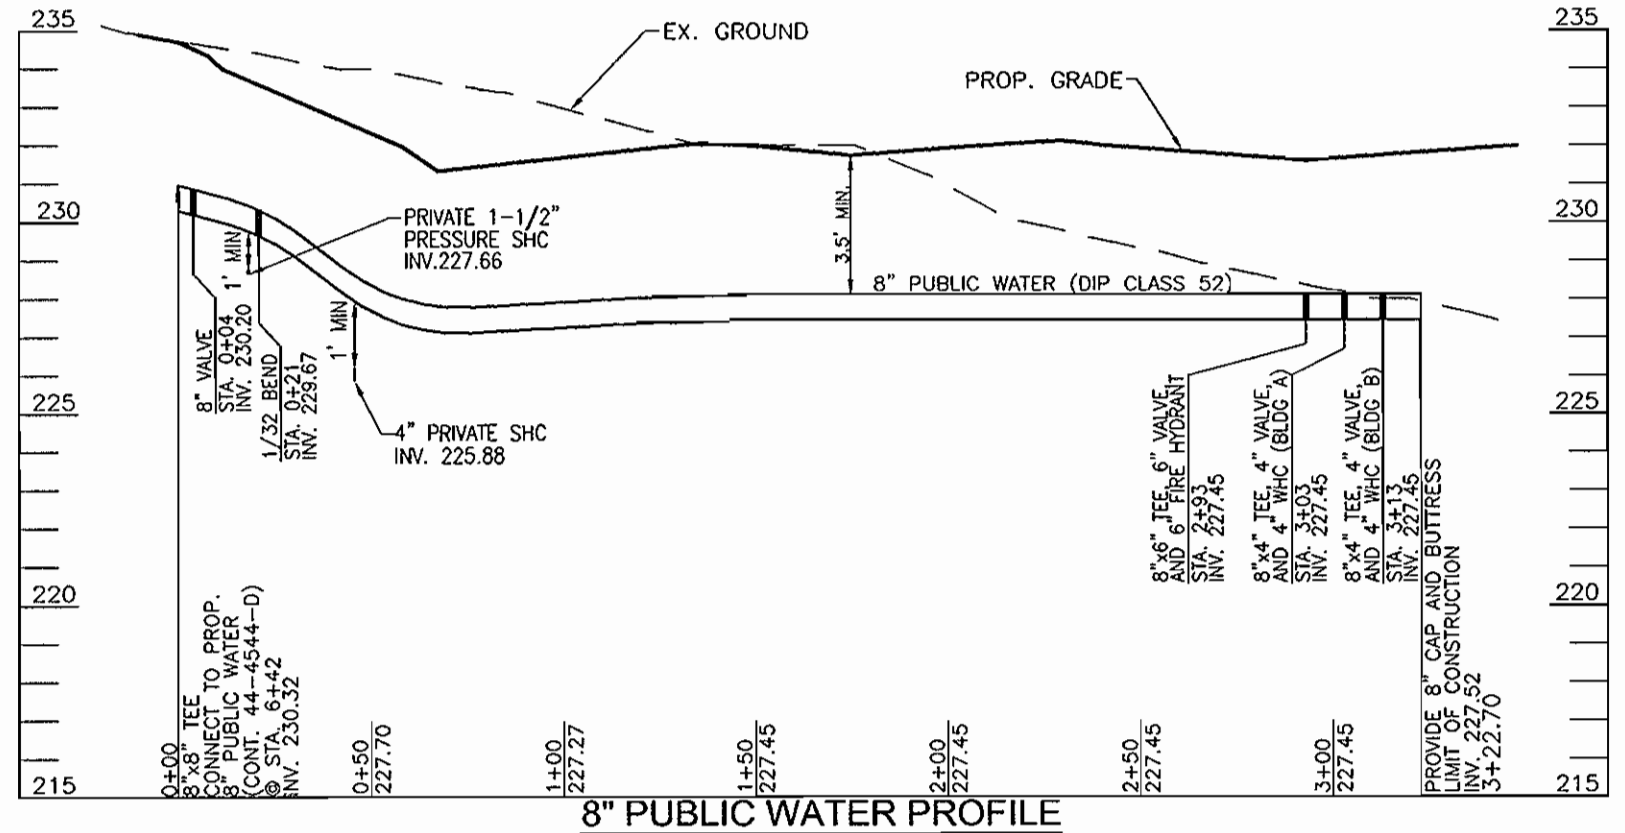 235
235
EX. GROUND
PROP. GRADE
230
230
PRIVATE 1-1/2"
PRESSURE SHC
INV.227.66
3.5' MIN.
8" PUBLIC WATER (DIP CLASS 52)
1' MIN
8" VALVE
STA. 0+04
INV. 230.20
1/32 BEND
STA. 0+21
INV. 229.67
1' MIN
4" PRIVATE SHC
INV. 225.88
225
225
8"x6" TEE, 6" VALVE,
AND 6" FIRE HYDRANT
STA. 2+93
INV. 227.45
8"x4" TEE, 4" VALVE,
AND 4" WHC (BLDG A)
STA. 3+03
INV. 227.45
8"x4" TEE, 4" VALVE,
AND 4" WHC (BLDG B)
STA. 3+13
INV. 227.45
220
220
0+00
8"x8" TEE
CONNECT TO PROP.
8" PUBLIC WATER
(CONT. 44-4544-D)
@ STA. 6+42
INV. 230.32
0+50
227.70
1+00
227.27
1+50
227.45
2+00
227.45
2+50
227.45
3+00
227.45
PROVIDE 8" CAP AND BUTTRESS
LIMIT OF CONSTRUCTION
INV. 227.52
3+22.70
215
215
8" PUBLIC WATER PROFILE